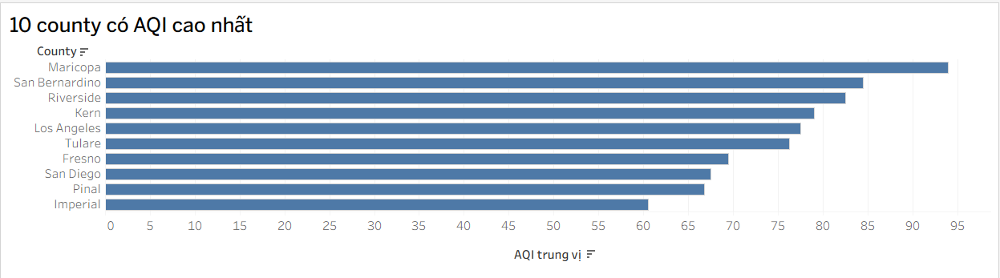 10 county có AQI cao nhất
County
Maricopa
San Bernardino
Riverside
Kern
Los Angeles
Tulare
Fresno
San Diego
Pinal
Imperial
0 5 10 15 20 25 30 35 40 45 50 55 60 65 70 75 80 85 90 95
AQI trung vị